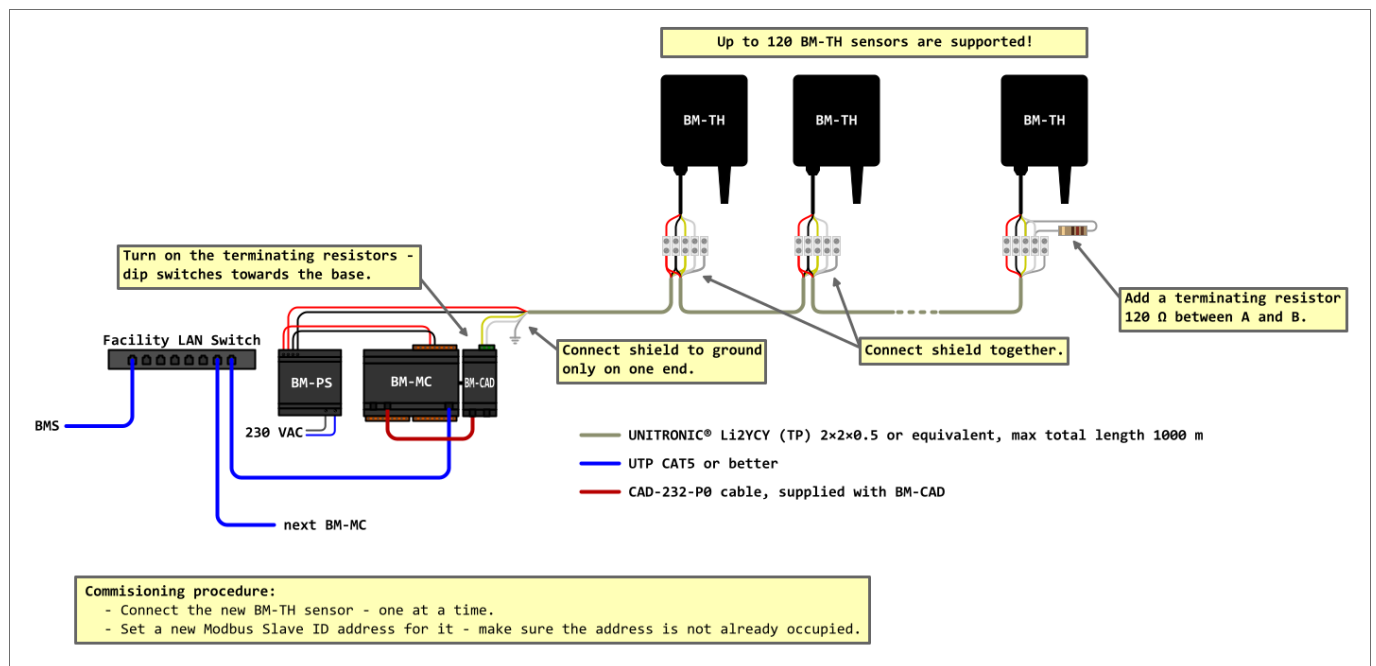 Up to 120 BM-TH sensors are supported!
BM-TH
BM-TH
BM-TH
Turn on the terminating resistors -
dip switches towards the base.
Add a terminating resistor
120 Ω between A and B.
Facility LAN Switch
Connect shield to ground
only on one end.
Connect shield together.
BM-PS
BM-MC
BM-CAD
BMS
230 VAC
UNITRONIC® Li2YCY (TP) 2×2×0.5 or equivalent, max total length 1000 m
UTP CAT5 or better
CAD-232-P0 cable, supplied with BM-CAD
next BM-MC
Commisioning procedure:
- Connect the new BM-TH sensor - one at a time.
- Set a new Modbus Slave ID address for it - make sure the address is not already occupied.